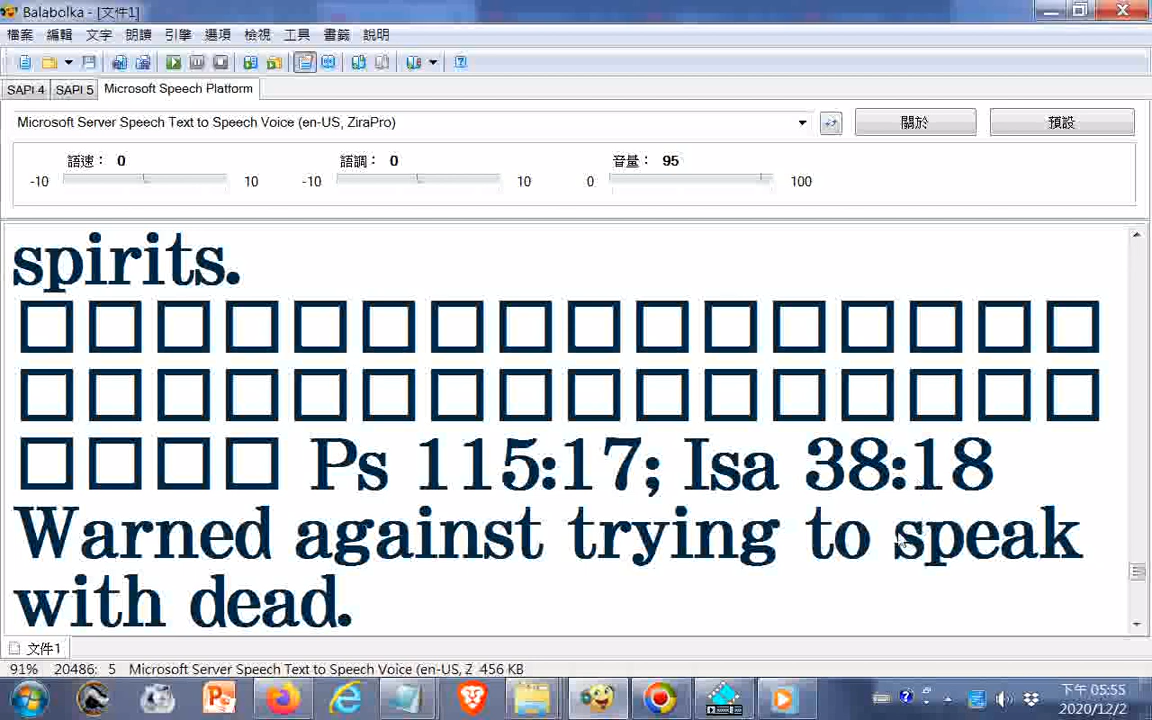 Balabolka - [文件1]
檔案 編輯 文字 朗讀 引擎 選項 檢視 工具 書籤 說明
SAPI 4 SAPI 5 Microsoft Speech Platform
Microsoft Server Speech Text to Speech Voice (en-US, ZiraPro) 關於 預設
語速： 0 語調： 0 音量： 95
-10 10 -10 10 0 100
spirits.
□□□□□□□□□□□□□□□□
□□□□□□□□□□□□□□□□
□□□□ Ps 115:17; Isa 38:18
Warned against trying to speak
with dead.
文件1
91% 20486: 5 Microsoft Server Speech Text to Speech Voice (en-US, Z 456 KB
下午 05:55
2020/12/2